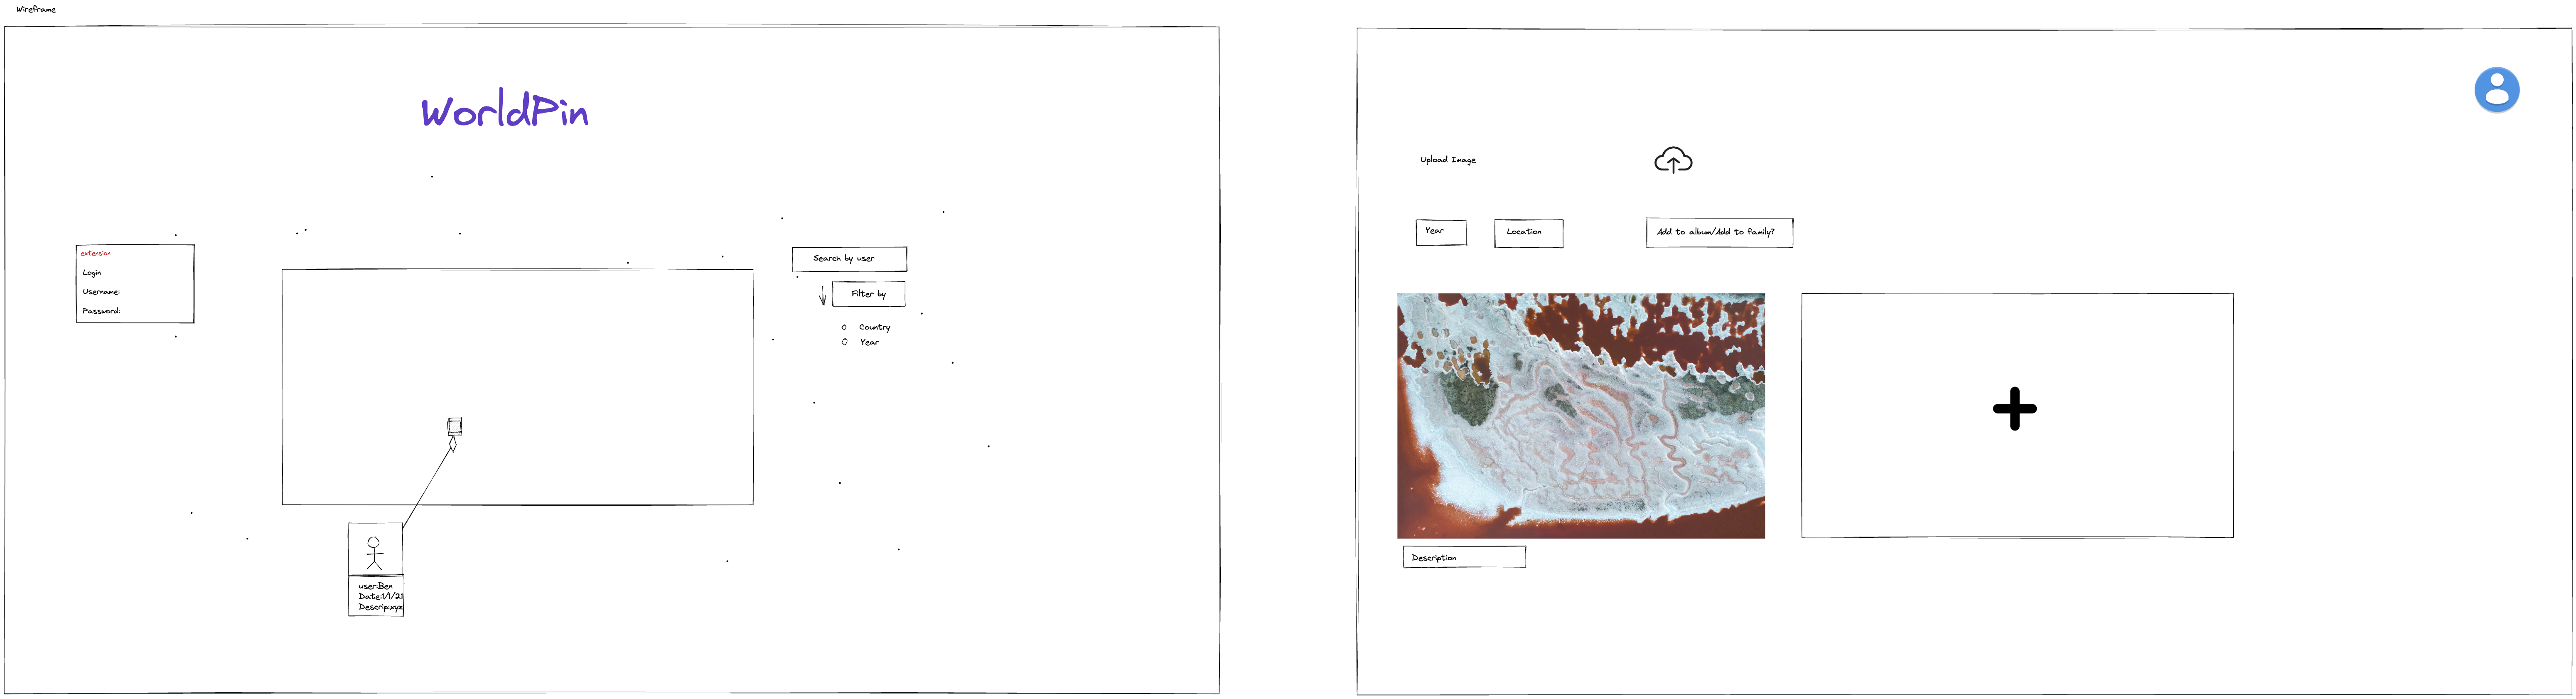 Wireframe
WorldPin
extension
Login
Username:
Password:
Search by user
Filter by
Country
Year
user:Ben
Date:1/1/21
Descrip:xyz
Upload Image
Year
Location
Add to album/Add to family?
Description